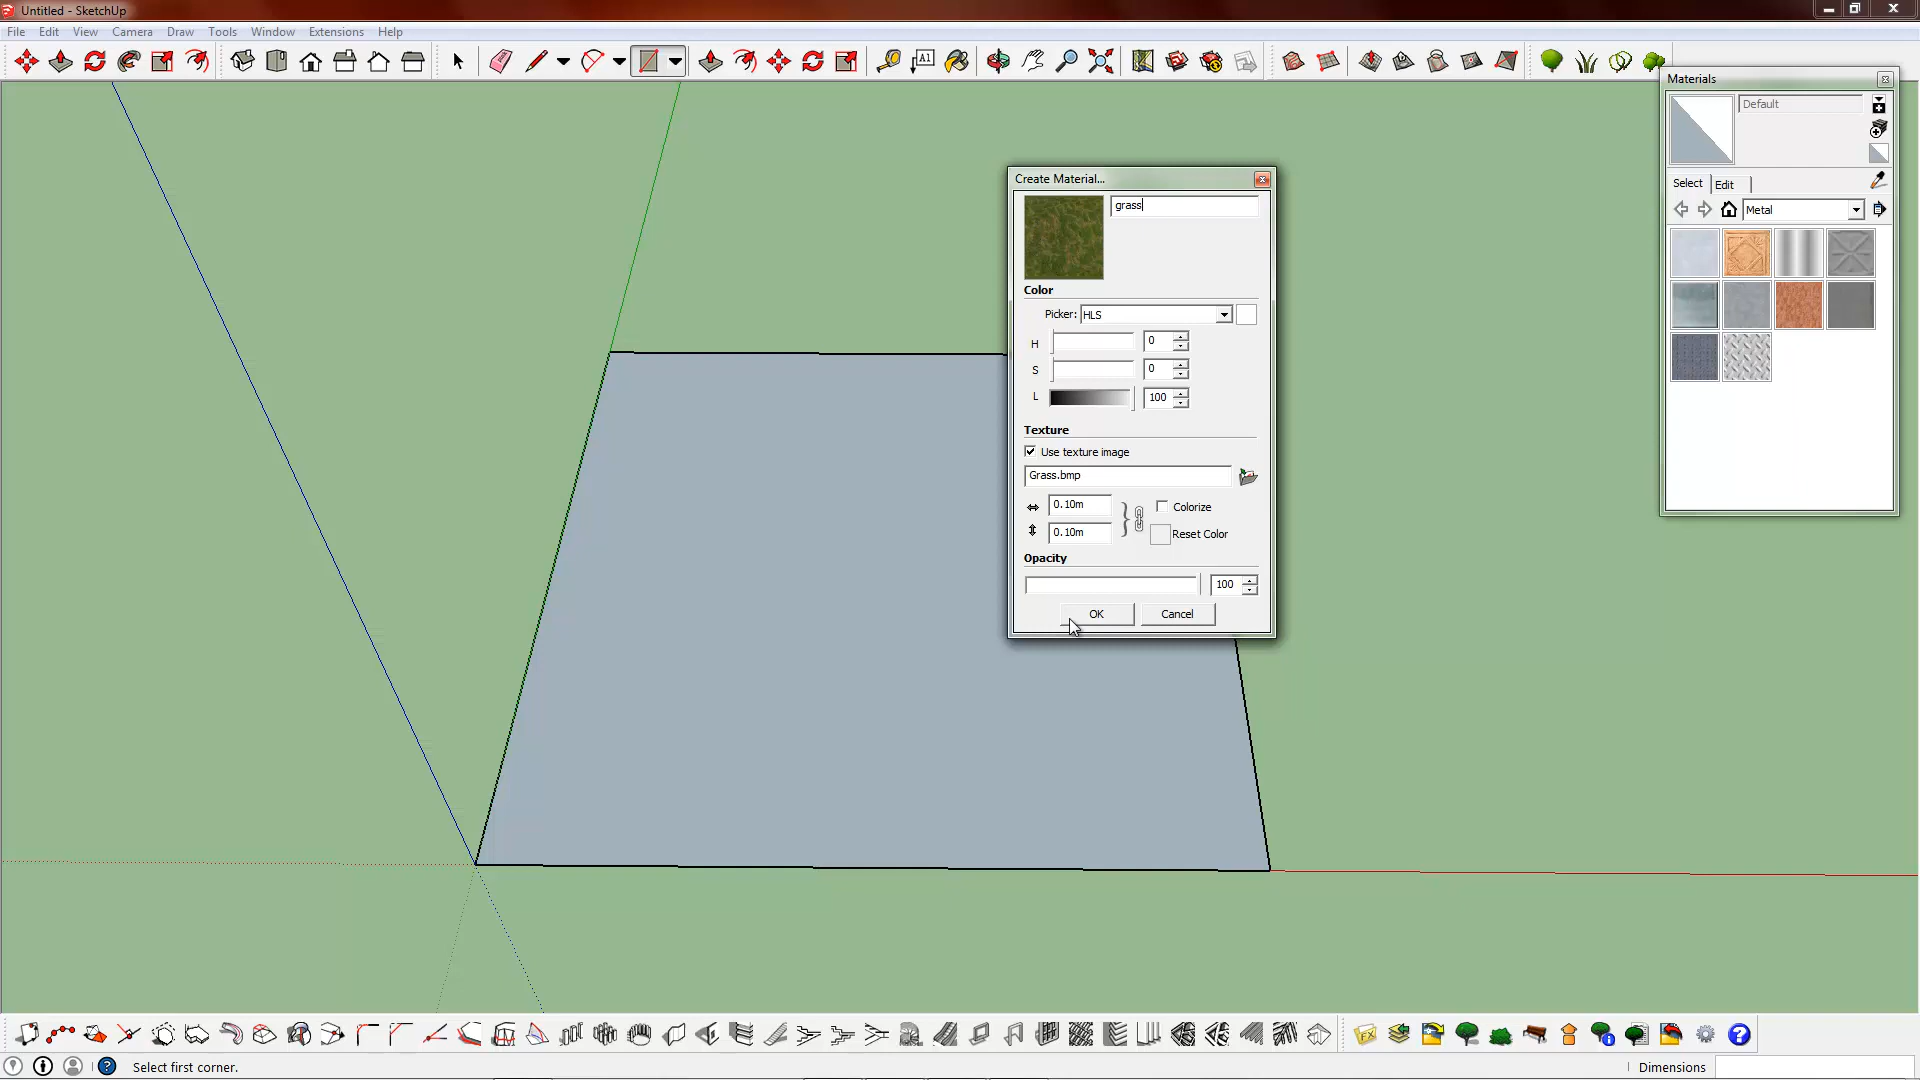 Untitled - SketchUp
File Edit View Camera Draw Tools Window Extensions Help
A1
Materials
Default
Select Edit
Metal
Create Material...
grass
Color
Picker: HLS
H 0
S 0
L 100
Texture
Use texture image
Grass.bmp
0.10m Colorize
0.10m Reset Color
Opacity
100
OK Cancel
FX
Select first corner.
Dimensions